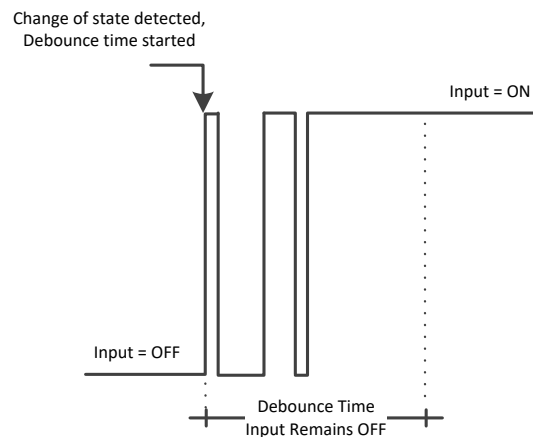 Change of state detected,
Debounce time started
Input = ON
Input = OFF
Debounce Time
Input Remains OFF